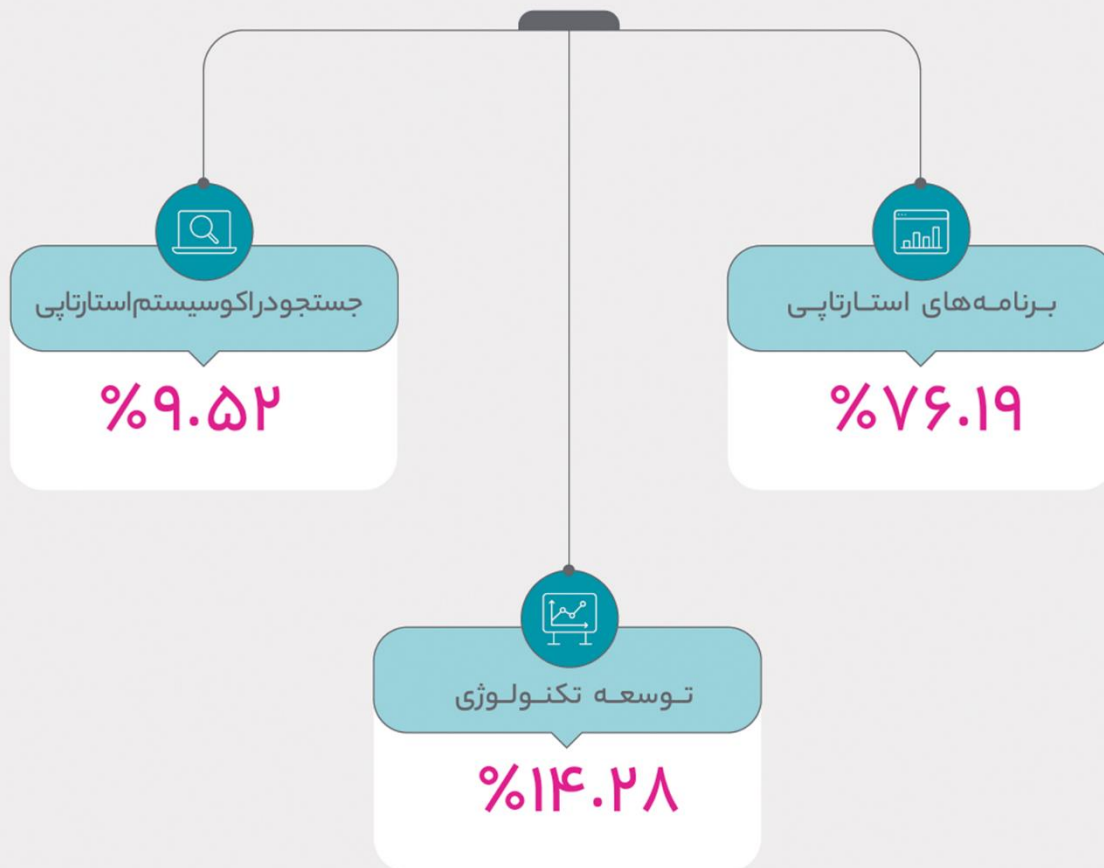 برنامه‌های استارتاپی
%۷۶.۱۹
جستجودراکوسیستم‌استارتاپی
%۹.۵۲
توسعه تکنولوژی
%۱۴.۲۸